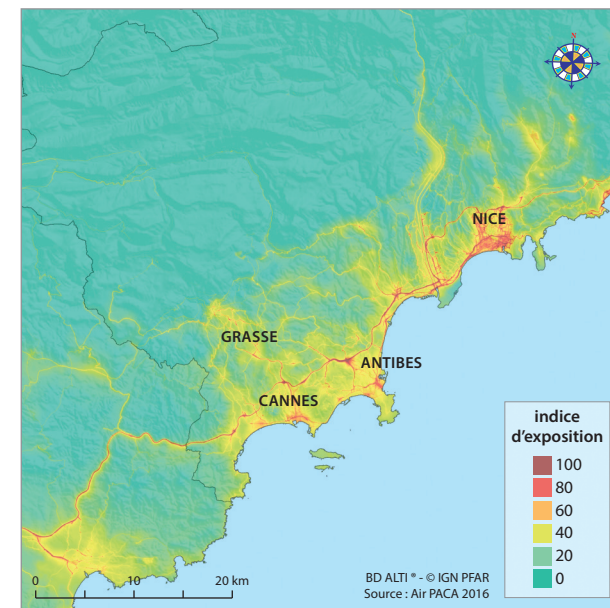 N
NICE
GRASSE
ANTIBES
CANNES
indice
d'exposition
100
80
60
40
20
0
0 10 20 km
BD ALTI ® - © IGN PFAR
Source : Air PACA 2016